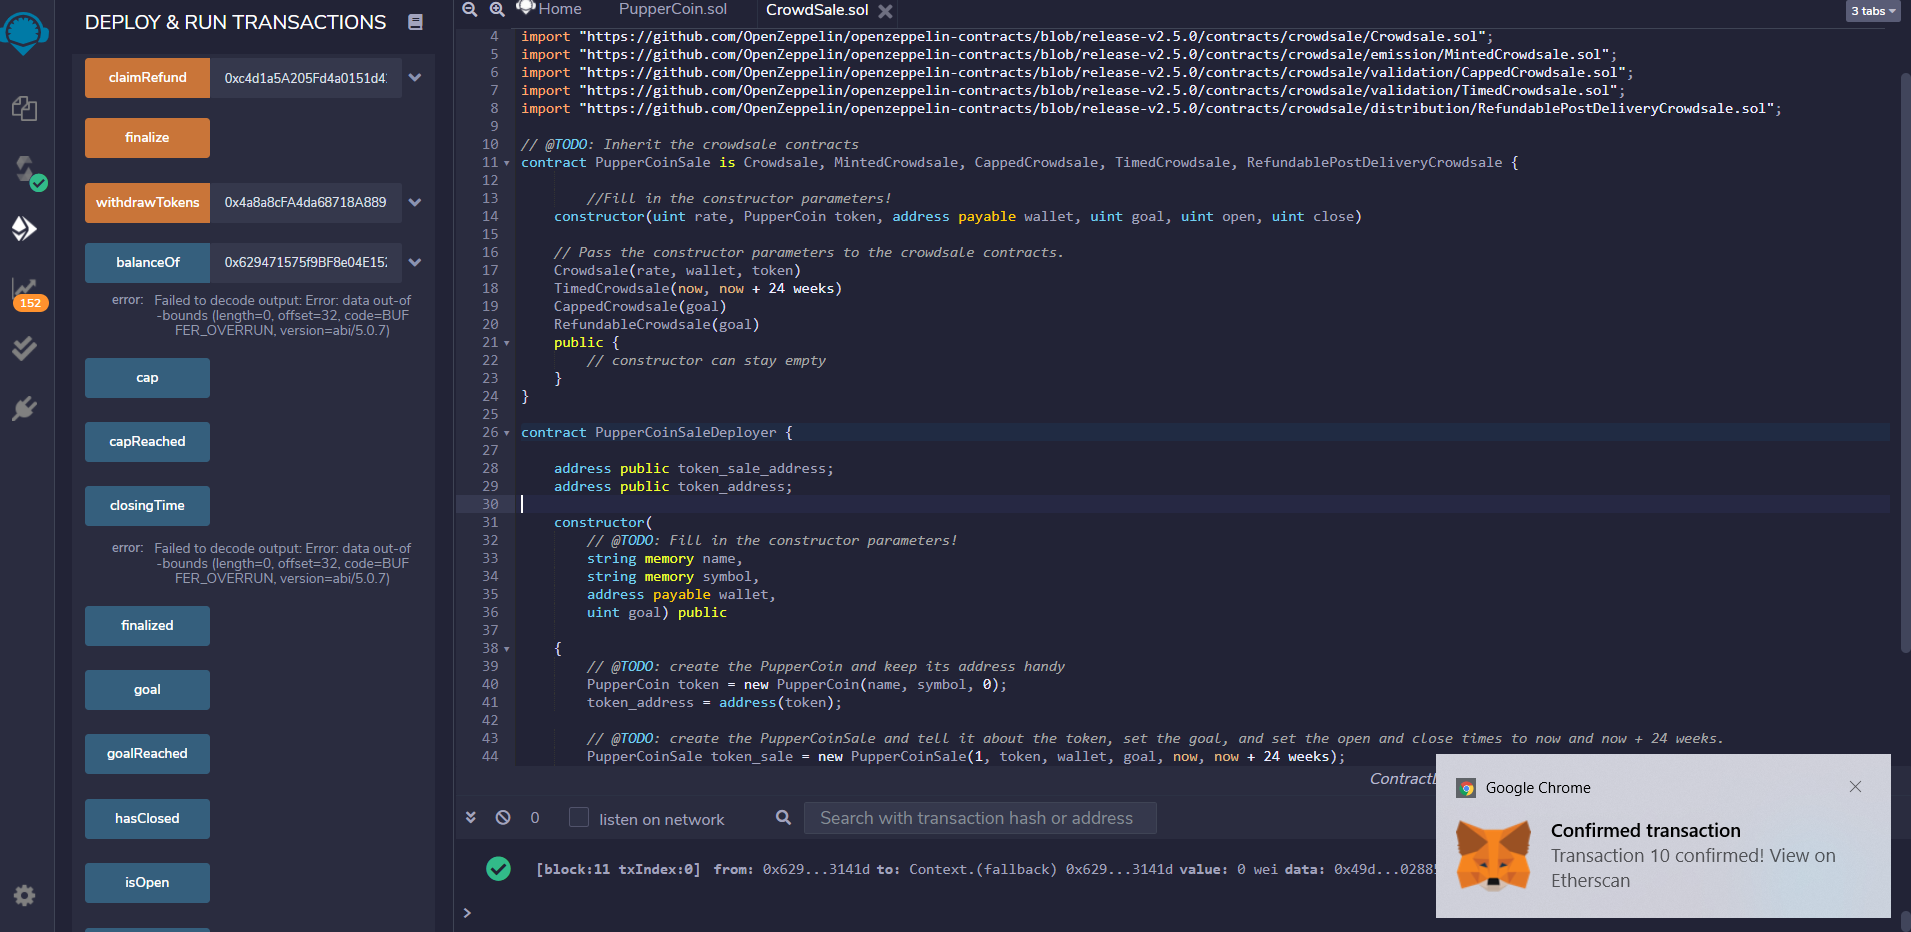 DEPLOY & RUN TRANSACTIONS
claimRefund 0xc4d1a5A205Fd4a0151d4
finalize
withdrawTokens 0x4a8a8cFA4da68718A889
balanceOf 0x629471575f9BF8e04E15
error: Failed to decode output: Error: data out-of
-bounds (length=0, offset=32, code=BUF
FER_OVERRUN, version=abi/5.0.7)
cap
capReached
closingTime
error: Failed to decode output: Error: data out-of
-bounds (length=0, offset=32, code=BUF
FER_OVERRUN, version=abi/5.0.7)
finalized
goal
goalReached
hasClosed
isOpen
152
Home PupperCoin.sol CrowdSale.sol
3 tabs
4 import "https://github.com/OpenZeppelin/openzeppelin-contracts/blob/release-v2.5.0/contracts/crowdsale/Crowdsale.sol";
5 import "https://github.com/OpenZeppelin/openzeppelin-contracts/blob/release-v2.5.0/contracts/crowdsale/emission/MintedCrowdsale.sol";
6 import "https://github.com/OpenZeppelin/openzeppelin-contracts/blob/release-v2.5.0/contracts/crowdsale/validation/CappedCrowdsale.sol";
7 import "https://github.com/OpenZeppelin/openzeppelin-contracts/blob/release-v2.5.0/contracts/crowdsale/validation/TimedCrowdsale.sol";
8 import "https://github.com/OpenZeppelin/openzeppelin-contracts/blob/release-v2.5.0/contracts/crowdsale/distribution/RefundablePostDeliveryCrowdsale.sol";
9
10 // @TODO: Inherit the crowdsale contracts
11 contract PupperCoinSale is Crowdsale, MintedCrowdsale, CappedCrowdsale, TimedCrowdsale, RefundablePostDeliveryCrowdsale {
12
13 //Fill in the constructor parameters!
14 constructor(uint rate, PupperCoin token, address payable wallet, uint goal, uint open, uint close)
15
16 // Pass the constructor parameters to the crowdsale contracts.
17 Crowdsale(rate, wallet, token)
18 TimedCrowdsale(now, now + 24 weeks)
19 CappedCrowdsale(goal)
20 RefundableCrowdsale(goal)
21 public {
22 // constructor can stay empty
23 }
24 }
25
26 contract PupperCoinSaleDeployer {
27
28 address public token_sale_address;
29 address public token_address;
30
31 constructor(
32 // @TODO: Fill in the constructor parameters!
33 string memory name,
34 string memory symbol,
35 address payable wallet,
36 uint goal) public
37
38 {
39 // @TODO: create the PupperCoin and keep its address handy
40 PupperCoin token = new PupperCoin(name, symbol, 0);
41 token_address = address(token);
42
43 // @TODO: create the PupperCoinSale and tell it about the token, set the goal, and set the open and close times to now and now + 24 weeks.
44 PupperCoinSale token_sale = new PupperCoinSale(1, token, wallet, goal, now, now + 24 weeks);
0 listen on network Search with transaction hash or address
[block:11 txIndex:0] from: 0x629...3141d to: Context.(fallback) 0x629...3141d value: 0 wei data: 0x49d...0288
>
Google Chrome
Confirmed transaction
Transaction 10 confirmed! View on
Etherscan